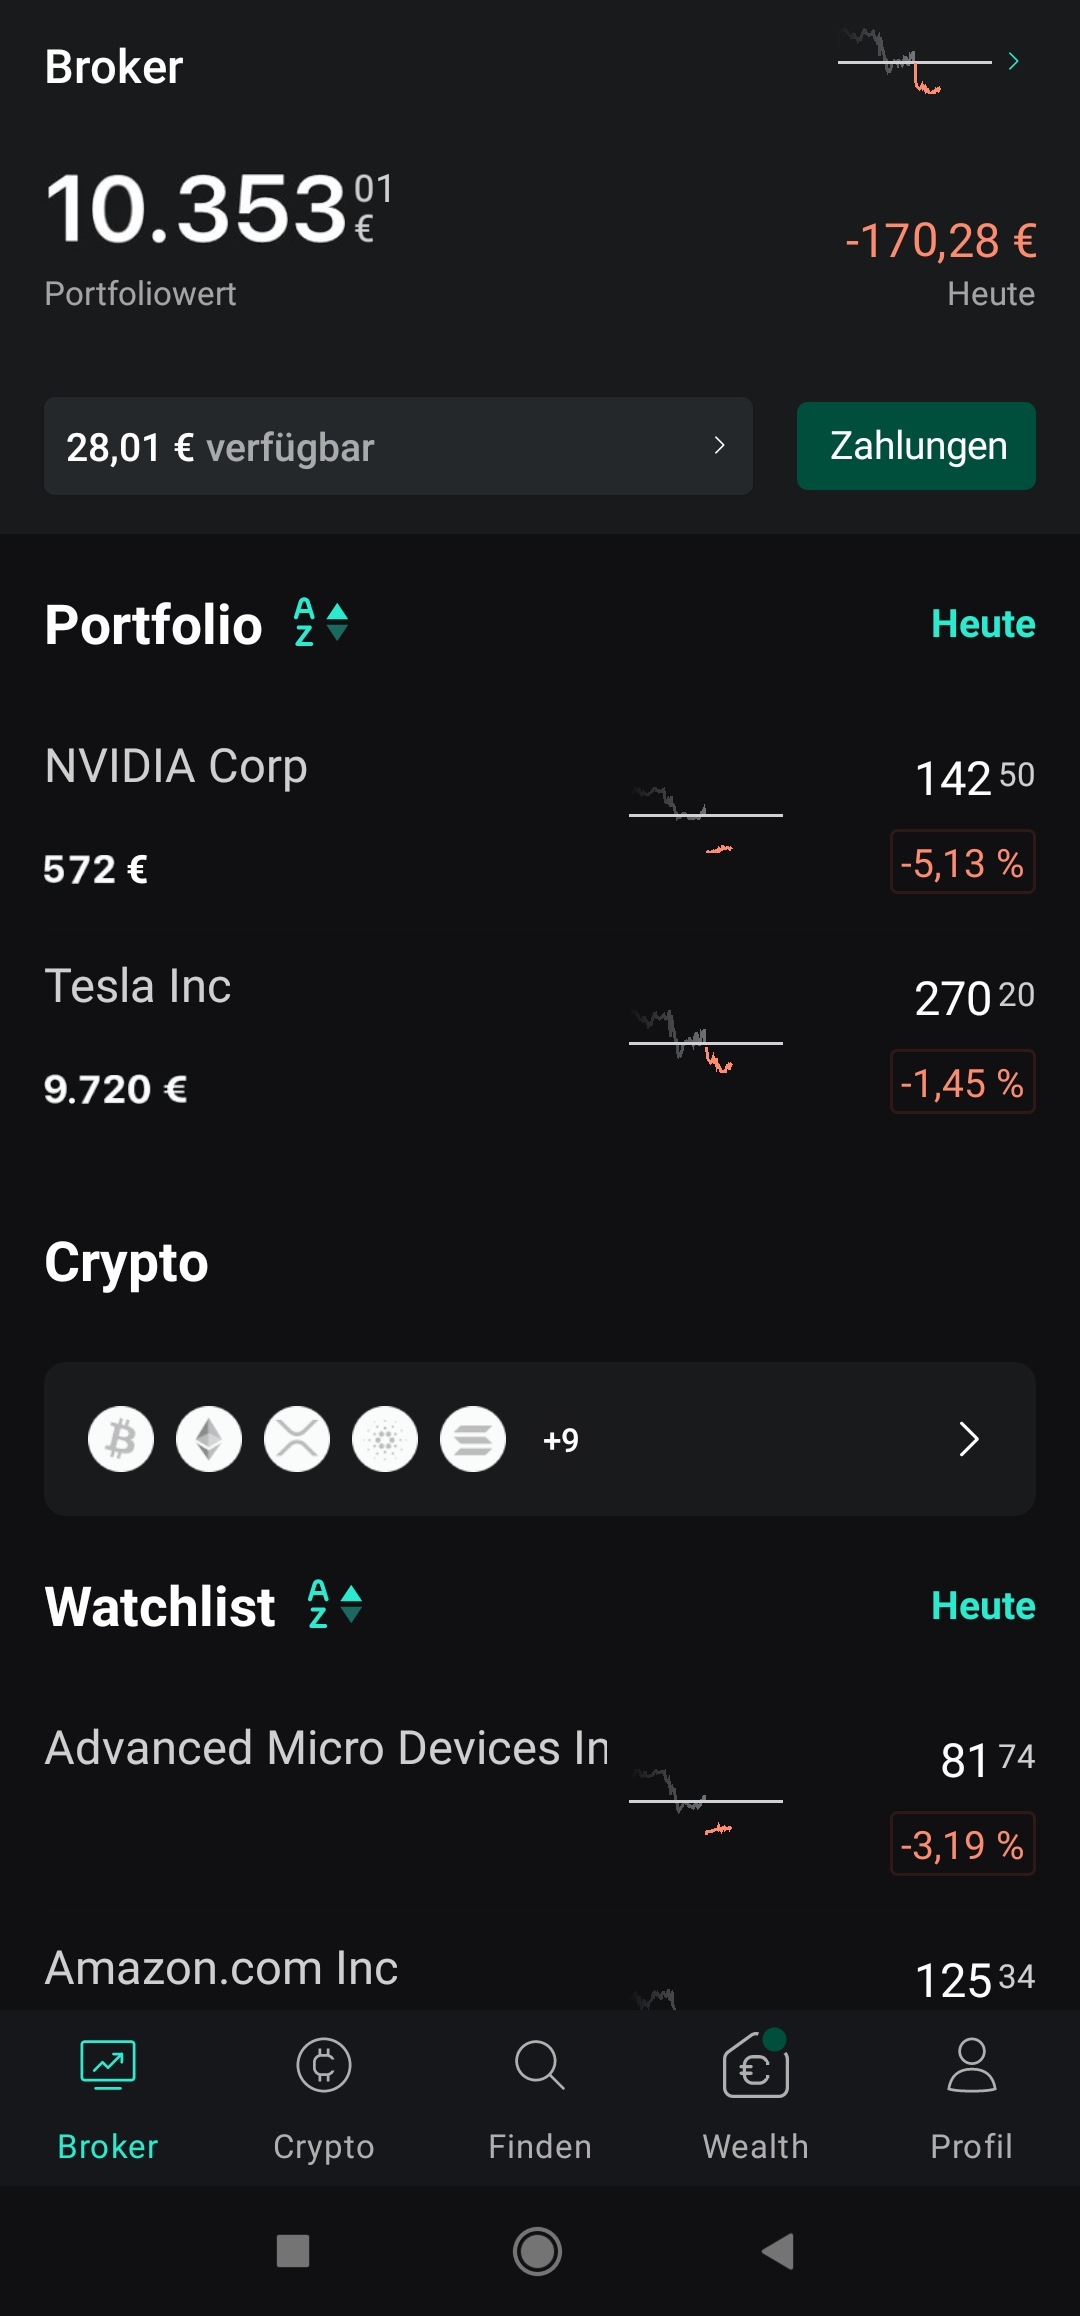 Broker
10.353 01 €
-170,28 €
Portfoliowert
Heute
28,01 € verfügbar
Zahlungen
Portfolio A Z
Heute
NVIDIA Corp
142 50
572 €
-5,13 %
Tesla Inc
270 20
9.720 €
-1,45 %
Crypto
+9
Watchlist A Z
Heute
Advanced Micro Devices In
81 74
-3,19 %
Amazon.com Inc
125 34
Broker
Crypto
Finden
Wealth
Profil